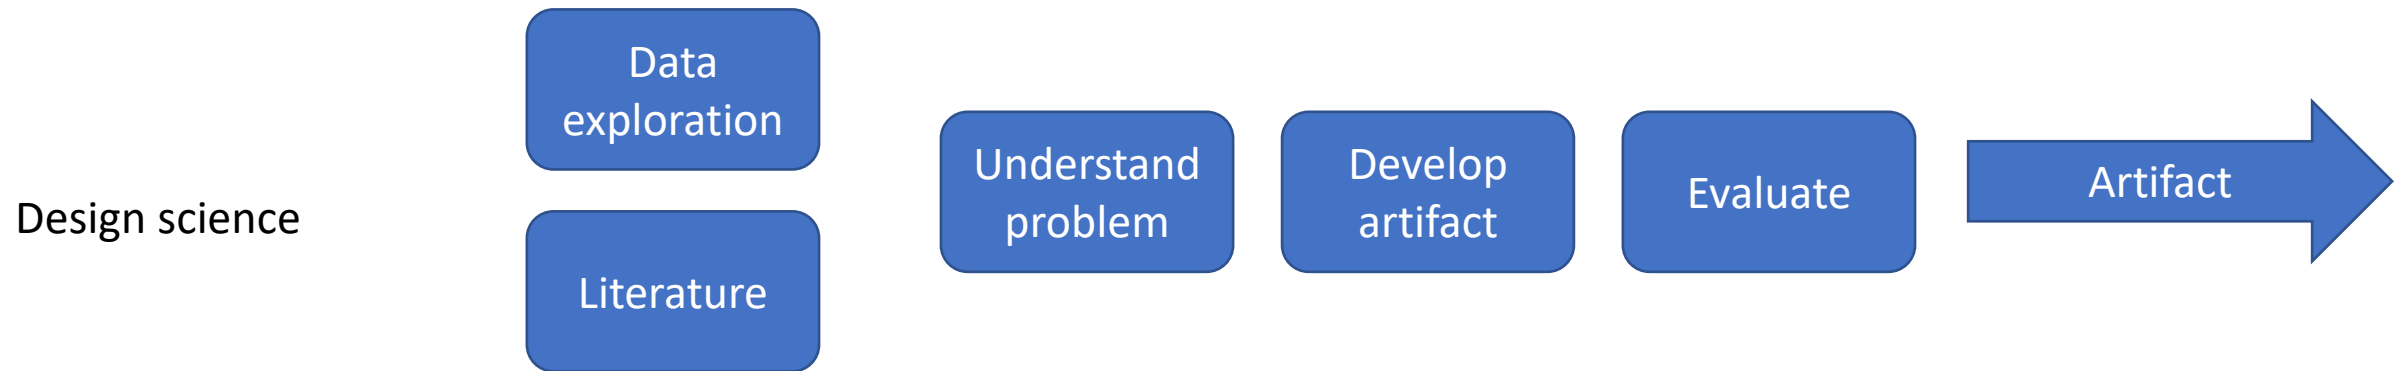 Design science
Data
exploration
Literature
Understand
problem
Develop
artifact
Evaluate
Artifact